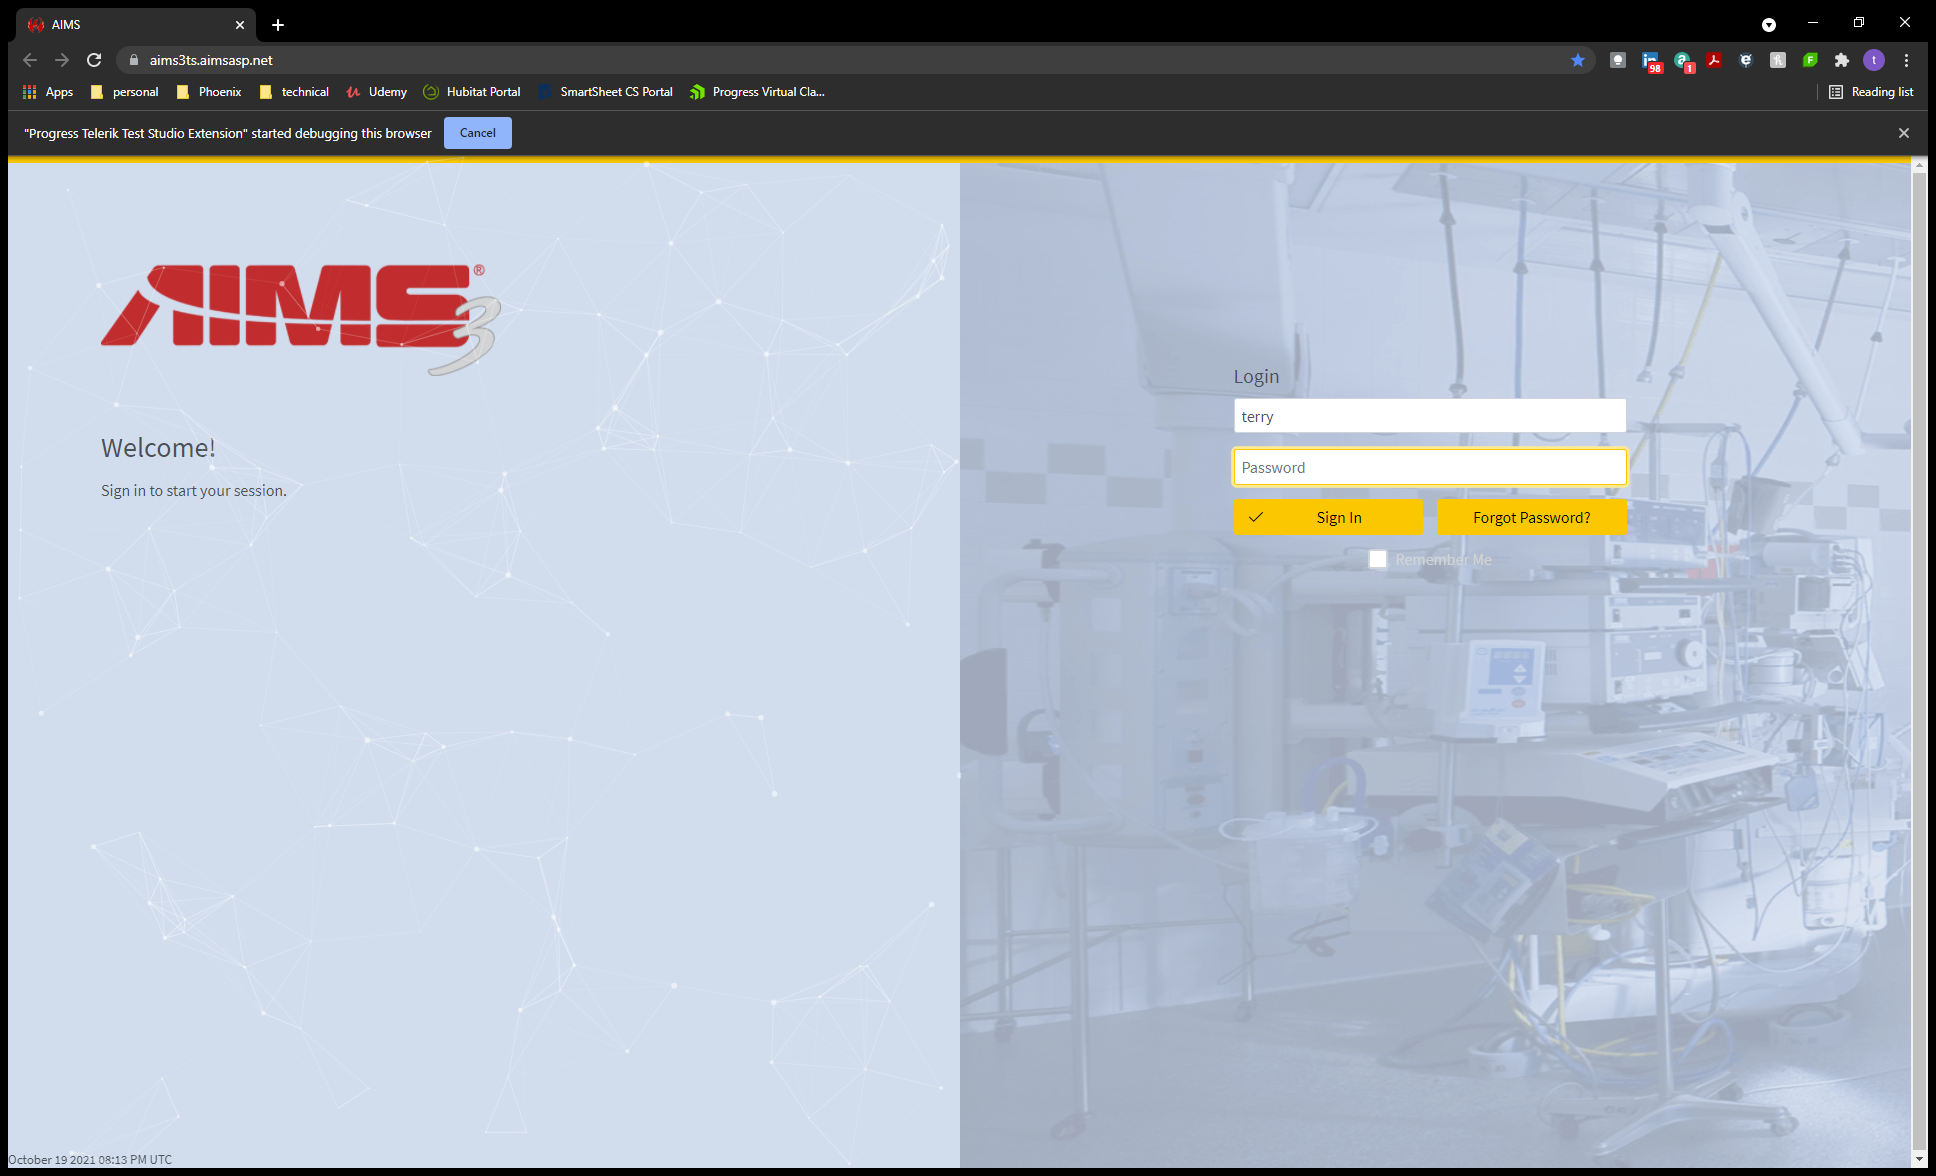 AIMS
aims3ts.aimsasp.net
98
1
t
Apps personal Phoenix technical Udemy Hubitat Portal SmartSheet CS Portal Progress Virtual Cla... Reading list
"Progress Telerik Test Studio Extension" started debugging this browser Cancel
AIMS® 3
Welcome!
Sign in to start your session.
Login
terry
Password
Sign In Forgot Password?
Remember Me
October 19 2021 08:13 PM UTC